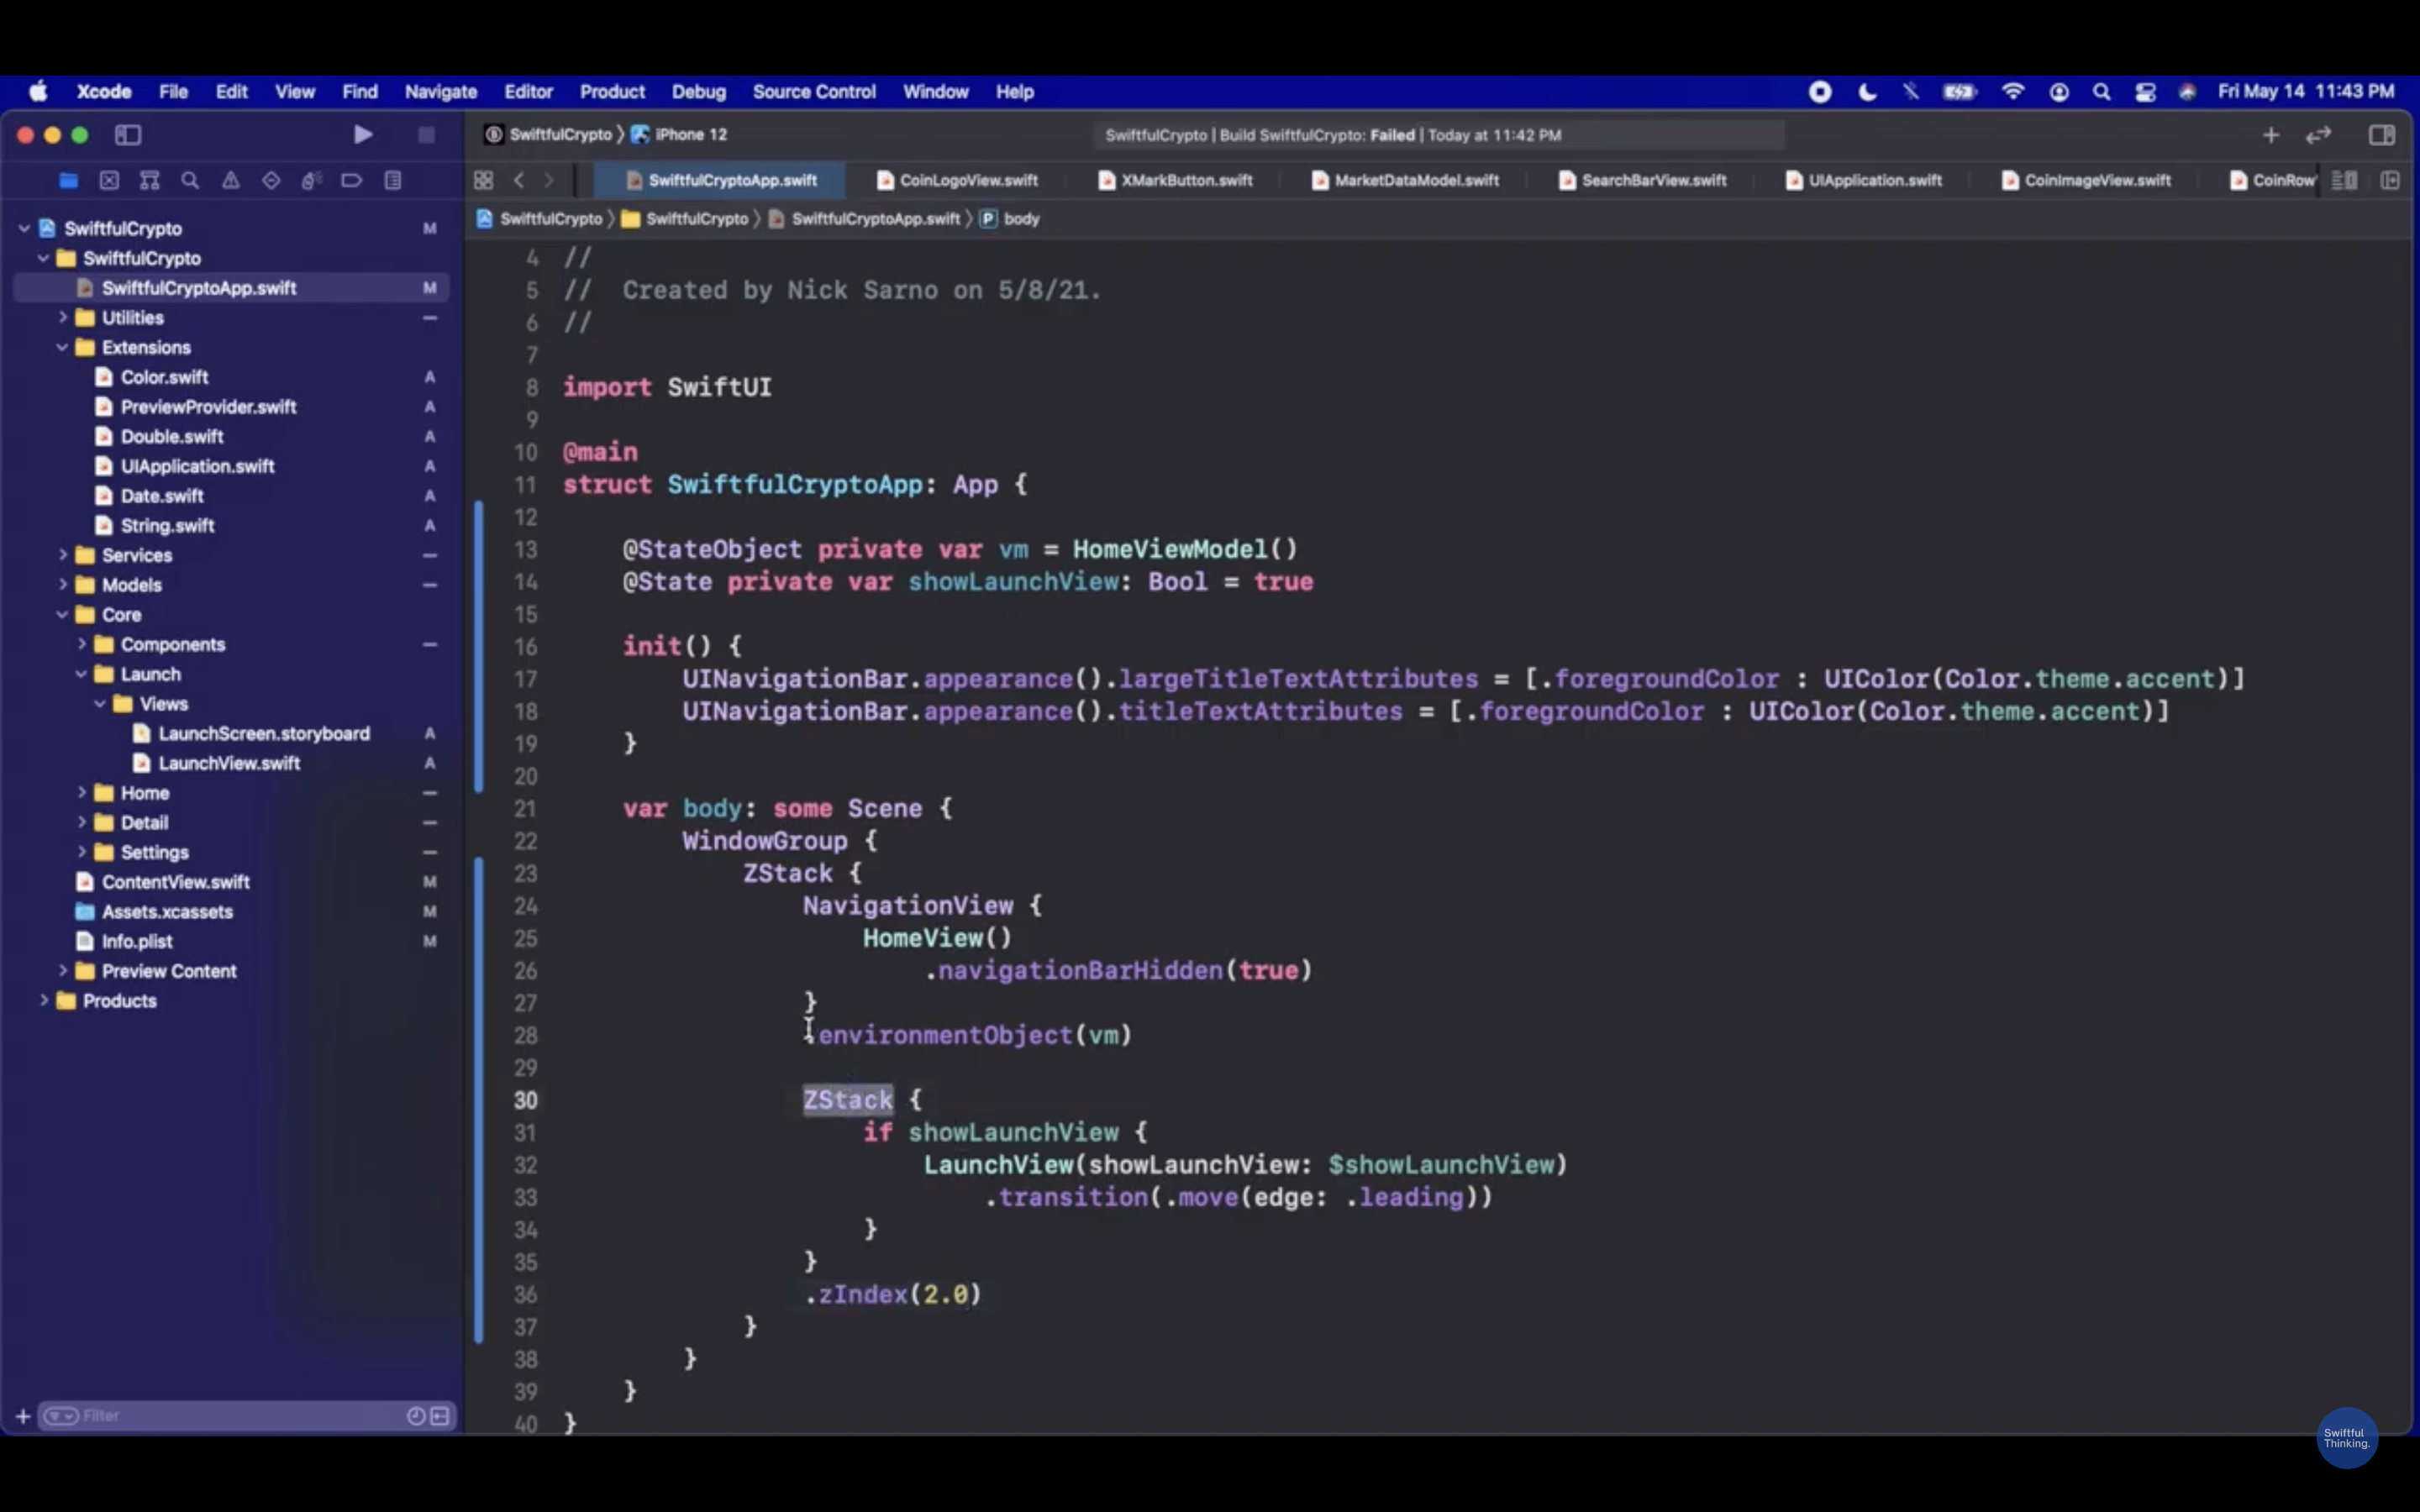 Xcode File Edit View Find Navigate Editor Product Debug Source Control Window Help Fri May 14 11:43 PM
SwiftfulCrypto iPhone 12 SwiftfulCrypto | Build SwiftfulCrypto: Failed | Today at 11:42 PM
SwiftfulCryptoApp.swift CoinLogoView.swift XMarkButton.swift MarketDataModel.swift SearchBarView.swift UIApplication.swift CoinImageView.swift CoinRow
SwiftfulCrypto SwiftfulCrypto SwiftfulCryptoApp.swift P body
SwiftfulCrypto M
SwiftfulCrypto
SwiftfulCryptoApp.swift M
Utilities
Extensions
Color.swift A
PreviewProvider.swift A
Double.swift A
UIApplication.swift A
Date.swift A
String.swift A
Services
Models
Core
Components
Launch
Views
LaunchScreen.storyboard A
LaunchView.swift A
Home
Detail
Settings
ContentView.swift M
Assets.xcassets M
Info.plist M
Preview Content
Products
Filter
4 //
5 //  Created by Nick Sarno on 5/8/21.
6 //
7
8 import SwiftUI
9
10 @main
11 struct SwiftfulCryptoApp: App {
12
13     @StateObject private var vm = HomeViewModel()
14     @State private var showLaunchView: Bool = true
15
16     init() {
17         UINavigationBar.appearance().largeTitleTextAttributes = [.foregroundColor : UIColor(Color.theme.accent)]
18         UINavigationBar.appearance().titleTextAttributes = [.foregroundColor : UIColor(Color.theme.accent)]
19     }
20
21     var body: some Scene {
22         WindowGroup {
23             ZStack {
24                 NavigationView {
25                     HomeView()
26                         .navigationBarHidden(true)
27                 }
28                 .environmentObject(vm)
29
30                 ZStack {
31                     if showLaunchView {
32                         LaunchView(showLaunchView: $showLaunchView)
33                             .transition(.move(edge: .leading))
34                     }
35                 }
36                 .zIndex(2.0)
37             }
38         }
39     }
40 }
Swiftful
Thinking.